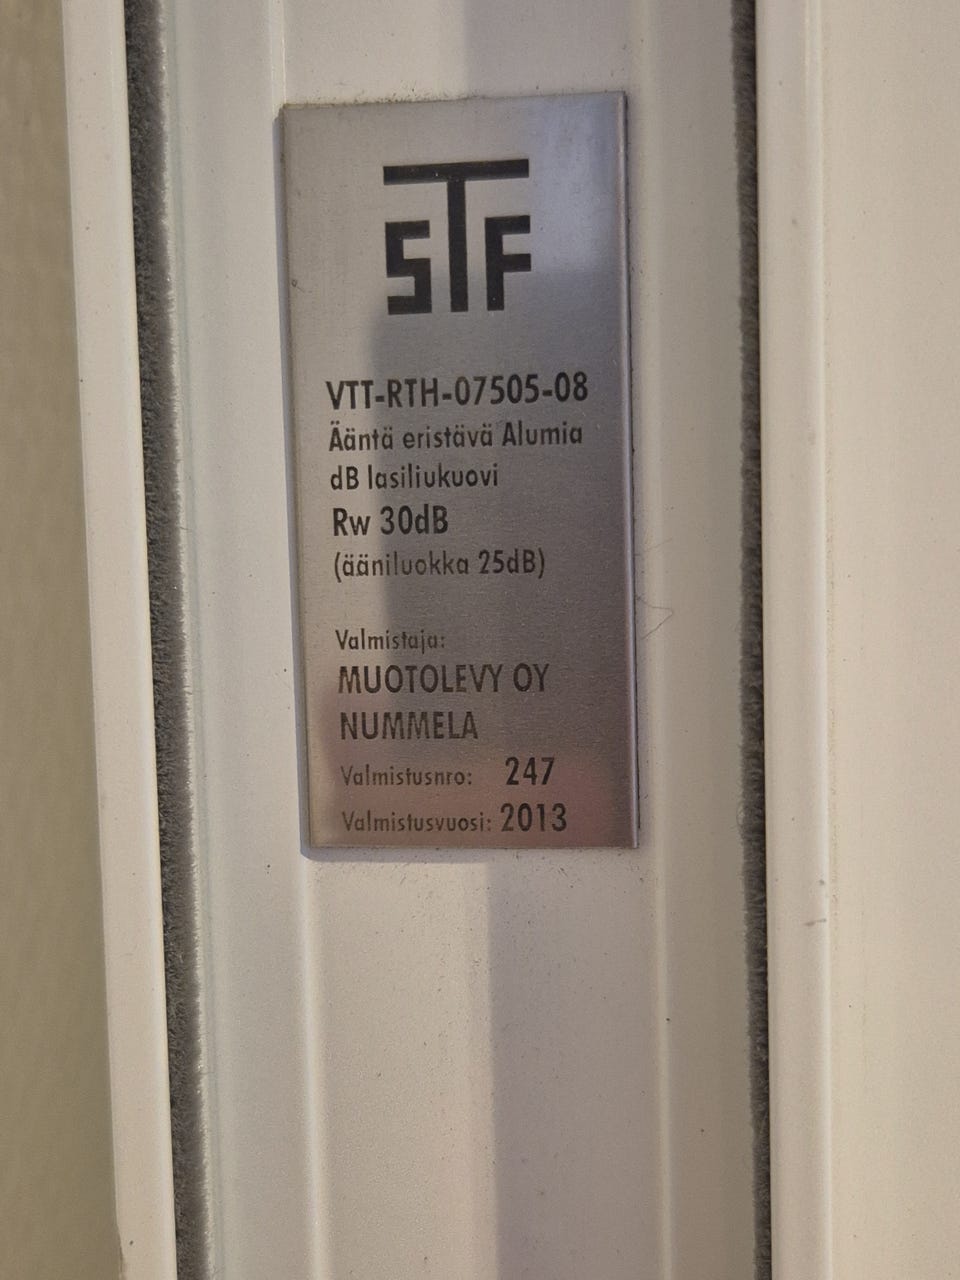 STF
VTT-RTH-07505-08
Ääntä eristävä Alumia
dB lasiliukuovi
Rw 30dB
(ääniluokka 25dB)
Valmistaja:
MUOTOLEVY OY
NUMMELA
Valmistusnro: 247
Valmistusvuosi: 2013